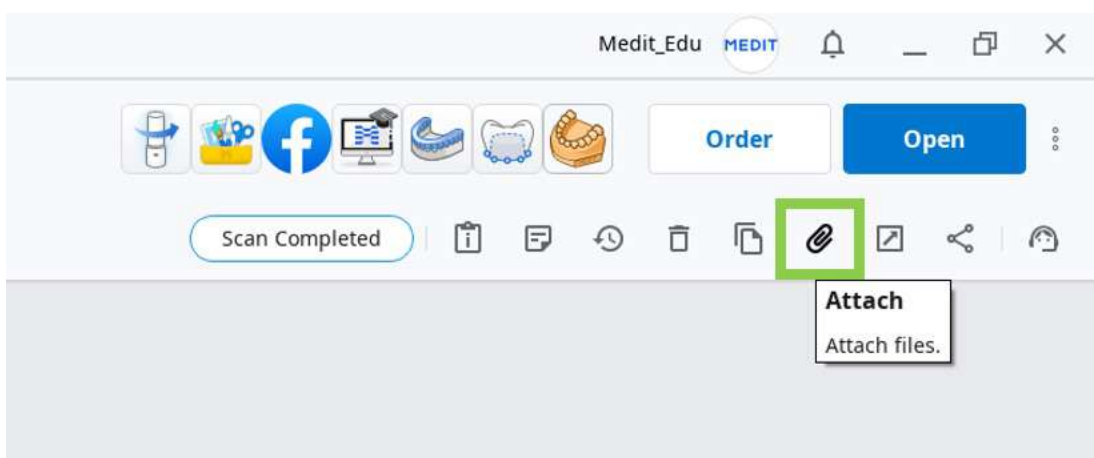 Medit_Edu MEDIT
Order Open
Scan Completed
Attach
Attach files.